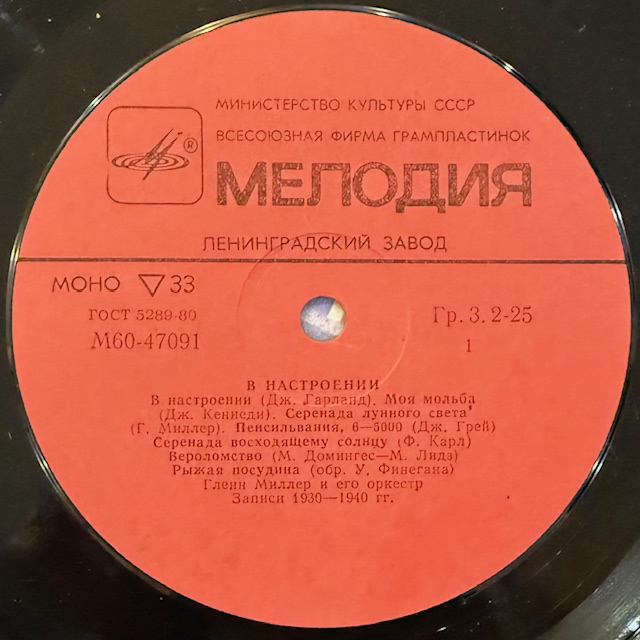 МИНИСТЕРСТВО КУЛЬТУРЫ СССР
ВСЕСОЮЗНАЯ ФИРМА ГРАМПЛАСТИНОК
®
МЕЛОДИЯ
ЛЕНИНГРАДСКИЙ ЗАВОД
МОНО ▽ 33
ГОСТ 5289-80
М60-47091
Гр. 3. 2-25
1
В НАСТРОЕНИИ
В настроении (Дж. Гарланд). Моя мольба
(Дж. Кеннеди). Серенада лунного света
(Г. Миллер). Пенсильвания, 6—5000 (Дж. Грей)
Серенада восходящему солнцу (Ф. Карл)
Вероломство (М. Домингес—М. Лидз)
Рыжая посудина (обр. У. Финегана)
Гленн Миллер и его оркестр
Записи 1930—1940 гг.